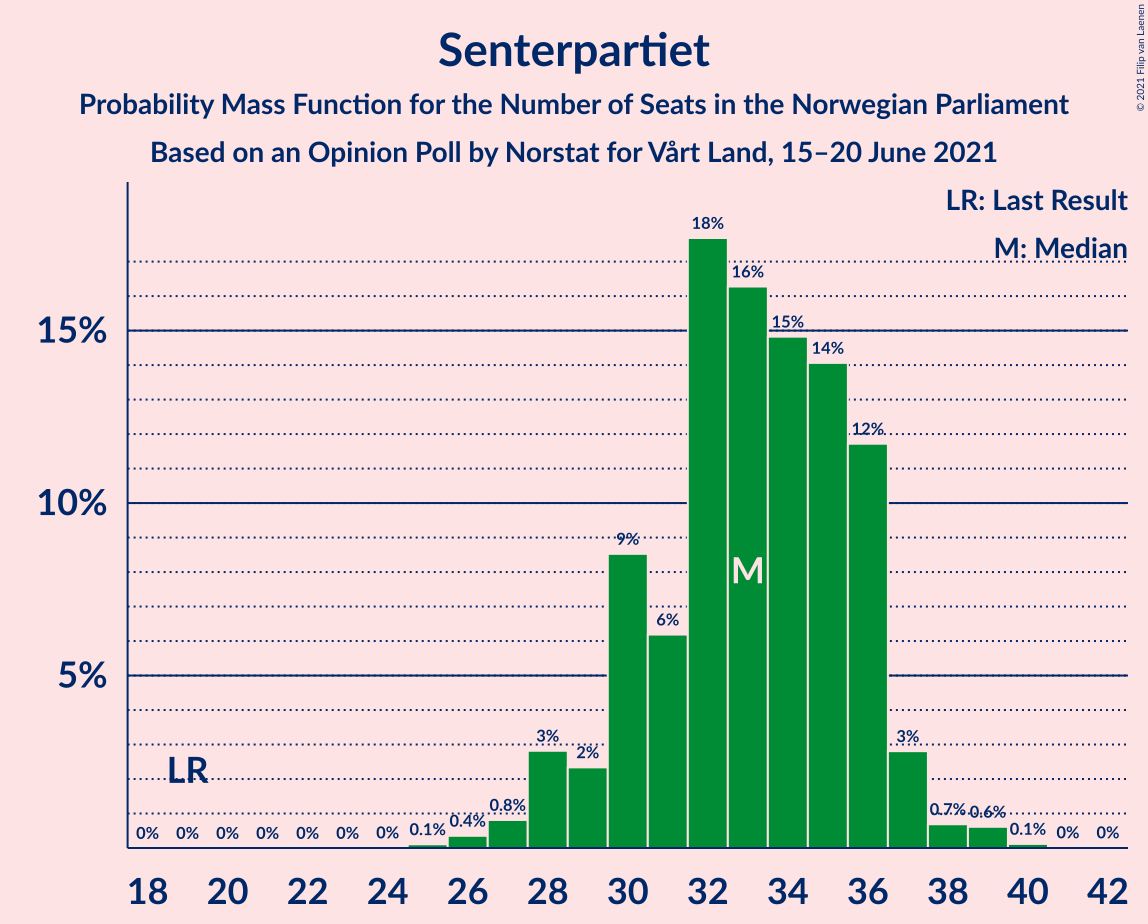 Senterpartiet
Probability Mass Function for the Number of Seats in the Norwegian Parliament
Based on an Opinion Poll by Norstat for Vårt Land, 15–20 June 2021
© 2021 Filip van Laenen
LR: Last Result
M: Median
15%
10%
5%
0% 0% 0% 0% 0% 0% 0% 0.1% 0.4% 0.8% 3% 2% 9% 6% 18% 16% 15% 14% 12% 3% 0.7% 0.6% 0.1% 0% 0%
LR
M
18 20 22 24 26 28 30 32 34 36 38 40 42